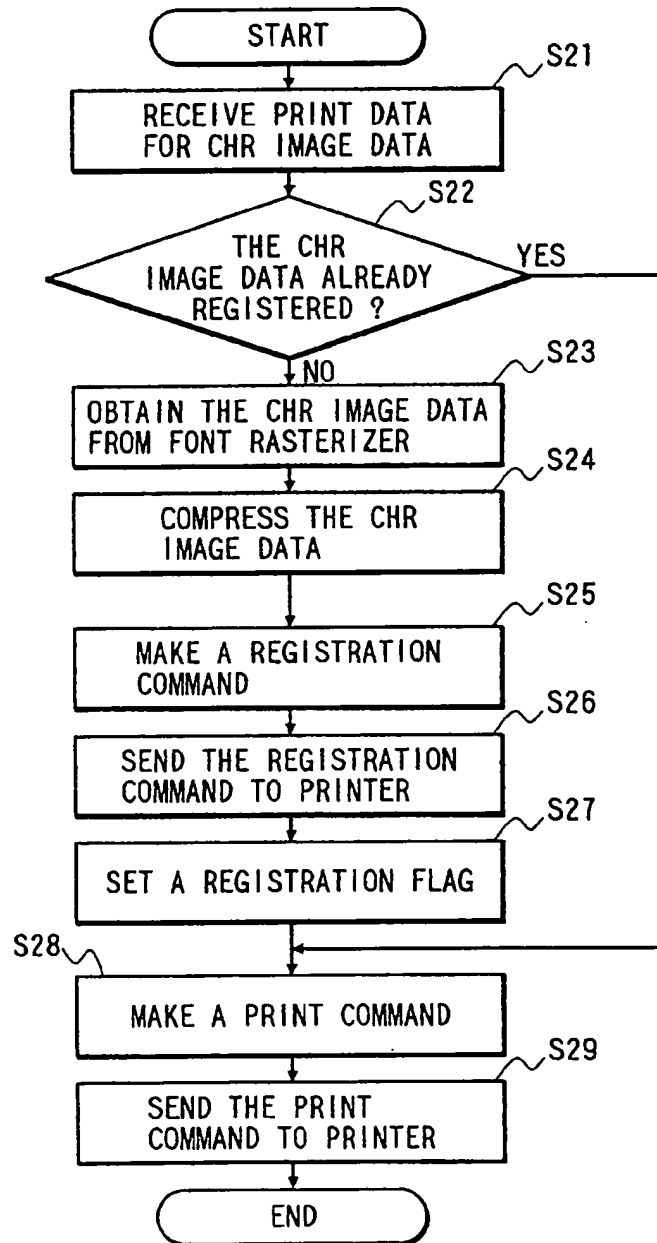 START
S21
RECEIVE PRINT DATA
FOR CHR IMAGE DATA
S22
THE CHR
IMAGE DATA ALREADY
REGISTERED ?
YES
NO
S23
OBTAIN THE CHR IMAGE DATA
FROM FONT RASTERIZER
S24
COMPRESS THE CHR
IMAGE DATA
S25
MAKE A REGISTRATION
COMMAND
S26
SEND THE REGISTRATION
COMMAND TO PRINTER
S27
SET A REGISTRATION FLAG
S28
MAKE A PRINT COMMAND
S29
SEND THE PRINT
COMMAND TO PRINTER
END